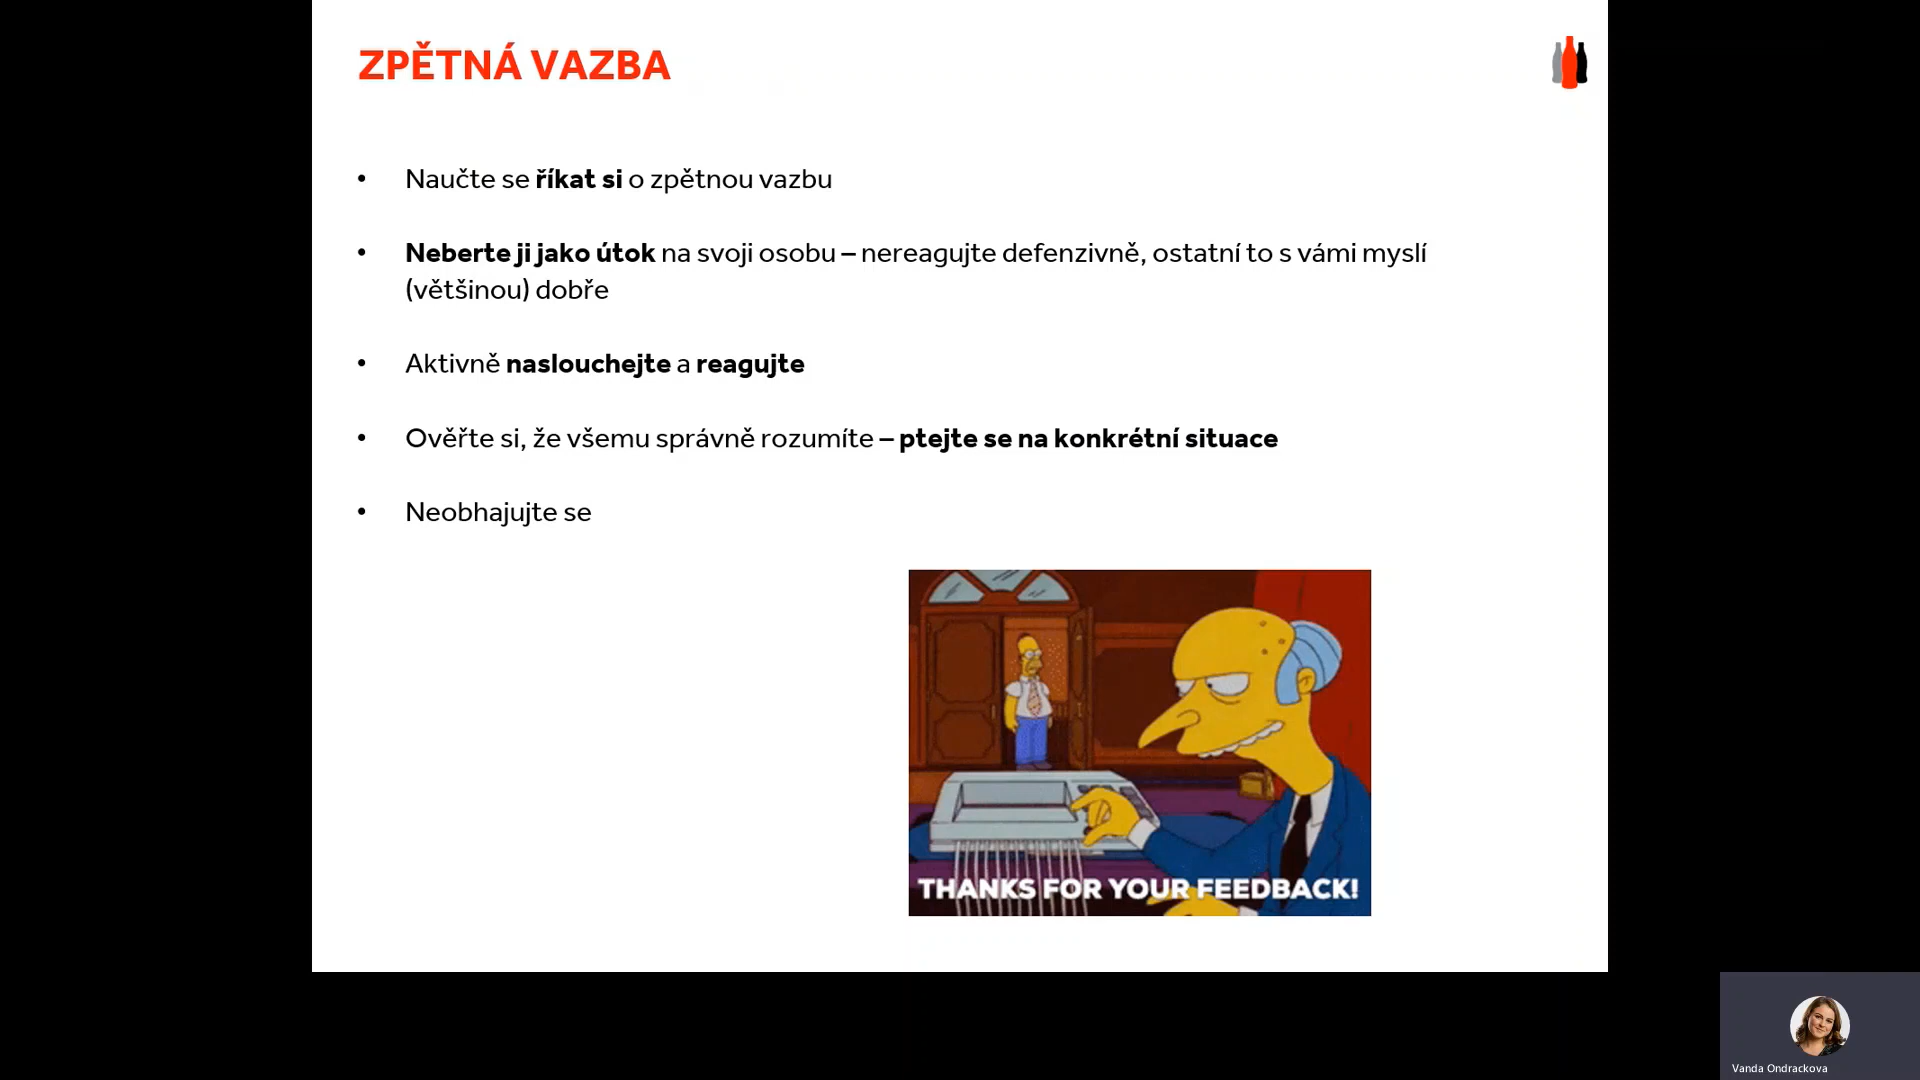 ZPĚTNÁ VAZBA
• Naučte se říkat si o zpětnou vazbu
• Neberte ji jako útok na svoji osobu – nereagujte defenzivně, ostatní to s vámi myslí
(většinou) dobře
• Aktivně naslouchejte a reagujte
• Ověřte si, že všemu správně rozumíte – ptejte se na konkrétní situace
• Neobhajujte se
THANKS FOR YOUR FEEDBACK!
Vanda Ondrackova